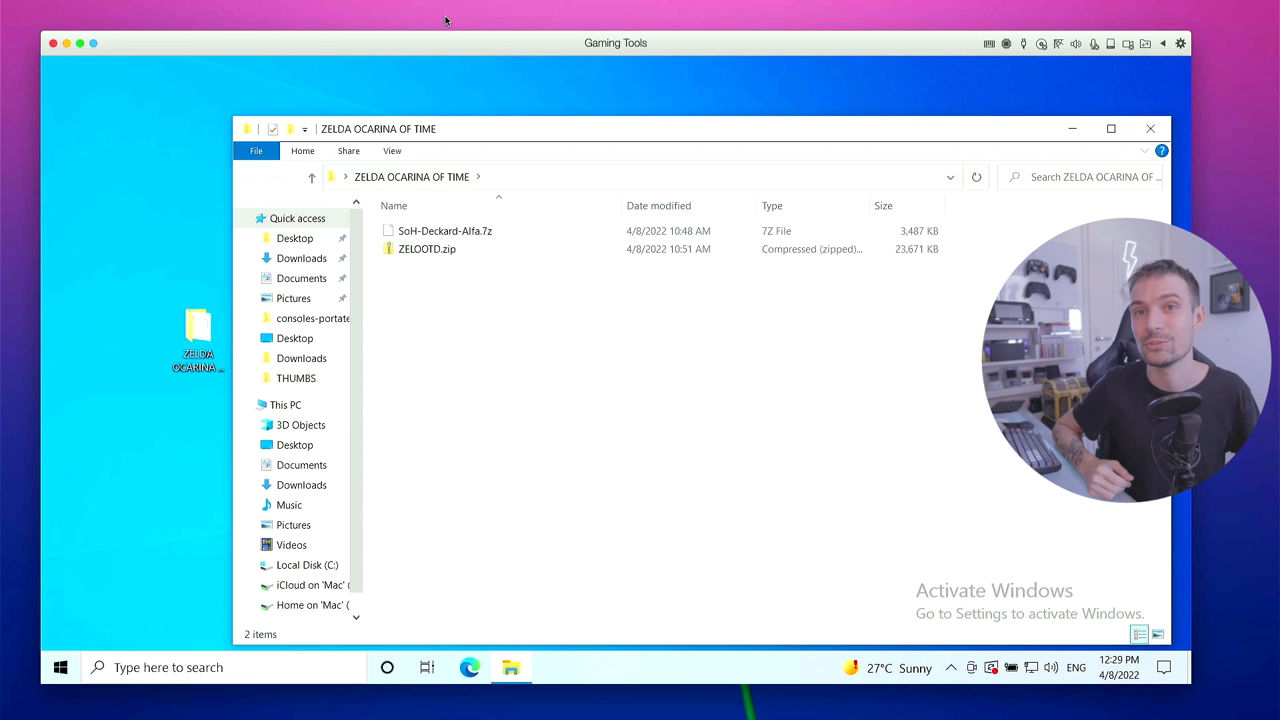 Gaming Tools
ZELDA OCARINA OF TIME
File Home Share View
ZELDA OCARINA OF TIME
Search ZELDA OCARINA OF ...
Name Date modified Type Size
SoH-Deckard-Alfa.7z 4/8/2022 10:48 AM 7Z File 3,487 KB
ZELOOTD.zip 4/8/2022 10:51 AM Compressed (zipped)... 23,671 KB
Quick access
Desktop
Downloads
Documents
Pictures
consoles-portate
Desktop
Downloads
THUMBS
This PC
3D Objects
Desktop
Documents
Downloads
Music
Pictures
Videos
Local Disk (C:)
iCloud on 'Mac' (
Home on 'Mac' (
ZELDA
OCARINA ...
Activate Windows
Go to Settings to activate Windows.
2 items
Type here to search
27°C Sunny
ENG
12:29 PM
4/8/2022